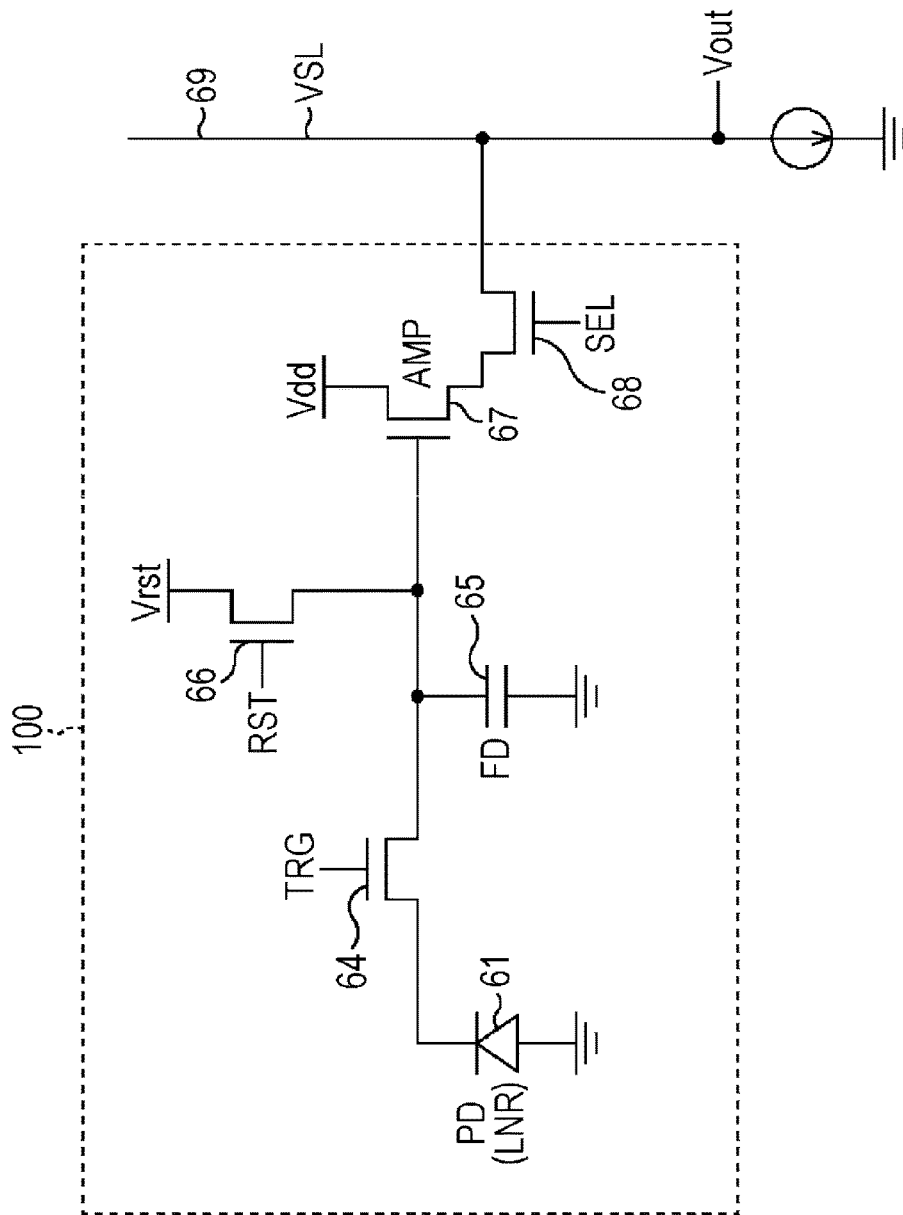 100
Vrst
66
RST
Vdd
AMP
67
69
VSL
TRG
64
65
FD
68
SEL
Vout
61
PD
(LNR)